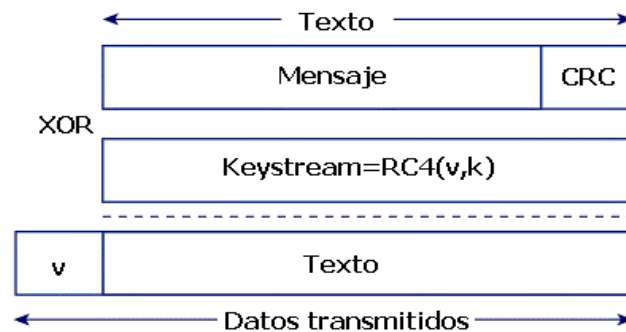 Texto
Mensaje CRC
XOR
Keystream=RC4(v,k)
v Texto
Datos transmitidos